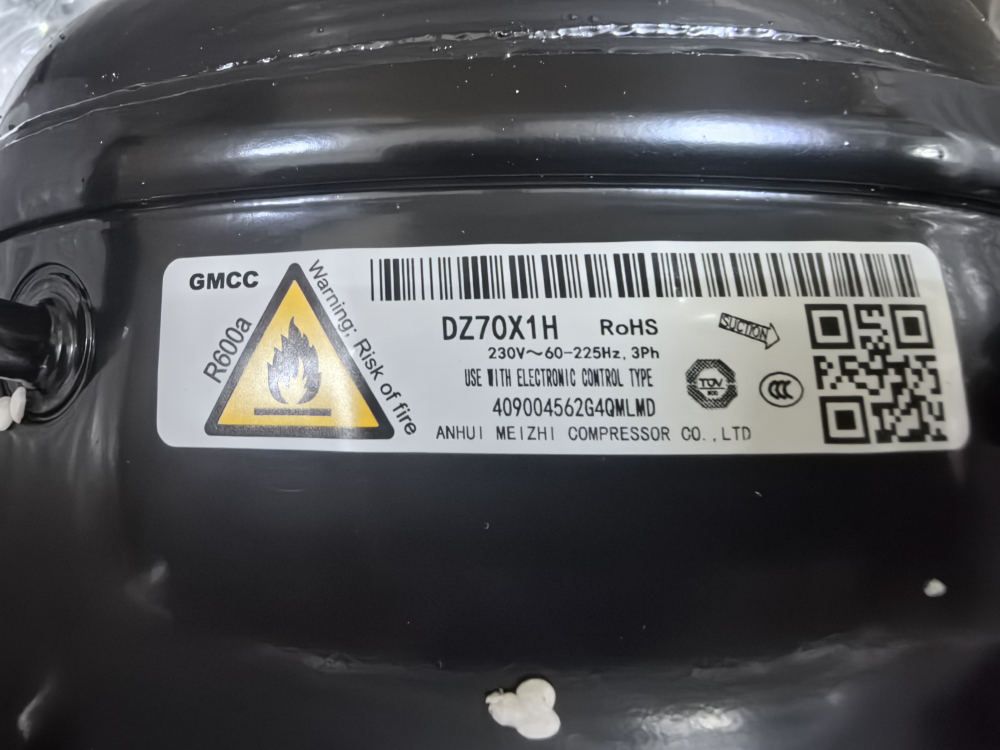 GMCC
R600a
Warning; Risk of fire
DZ70X1H RoHS
230V～60-225Hz, 3Ph
USE WITH ELECTRONIC CONTROL TYPE
409004562G4QMLMD
ANHUI MEIZHI COMPRESSOR CO., LTD
SUCTION
TÜV
CCC